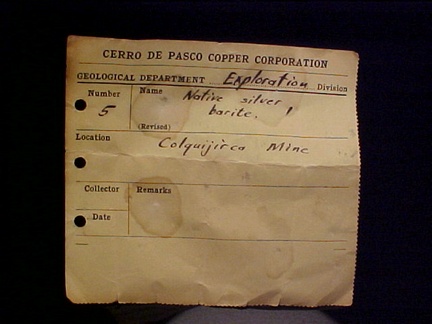 CERRO DE PASCO COPPER CORPORATION
GEOLOGICAL DEPARTMENT Exploration Division
Number
5
Name
Native silver,
barite.
(Revised)
Location
Colquijirca Mine
Collector
Remarks
Date